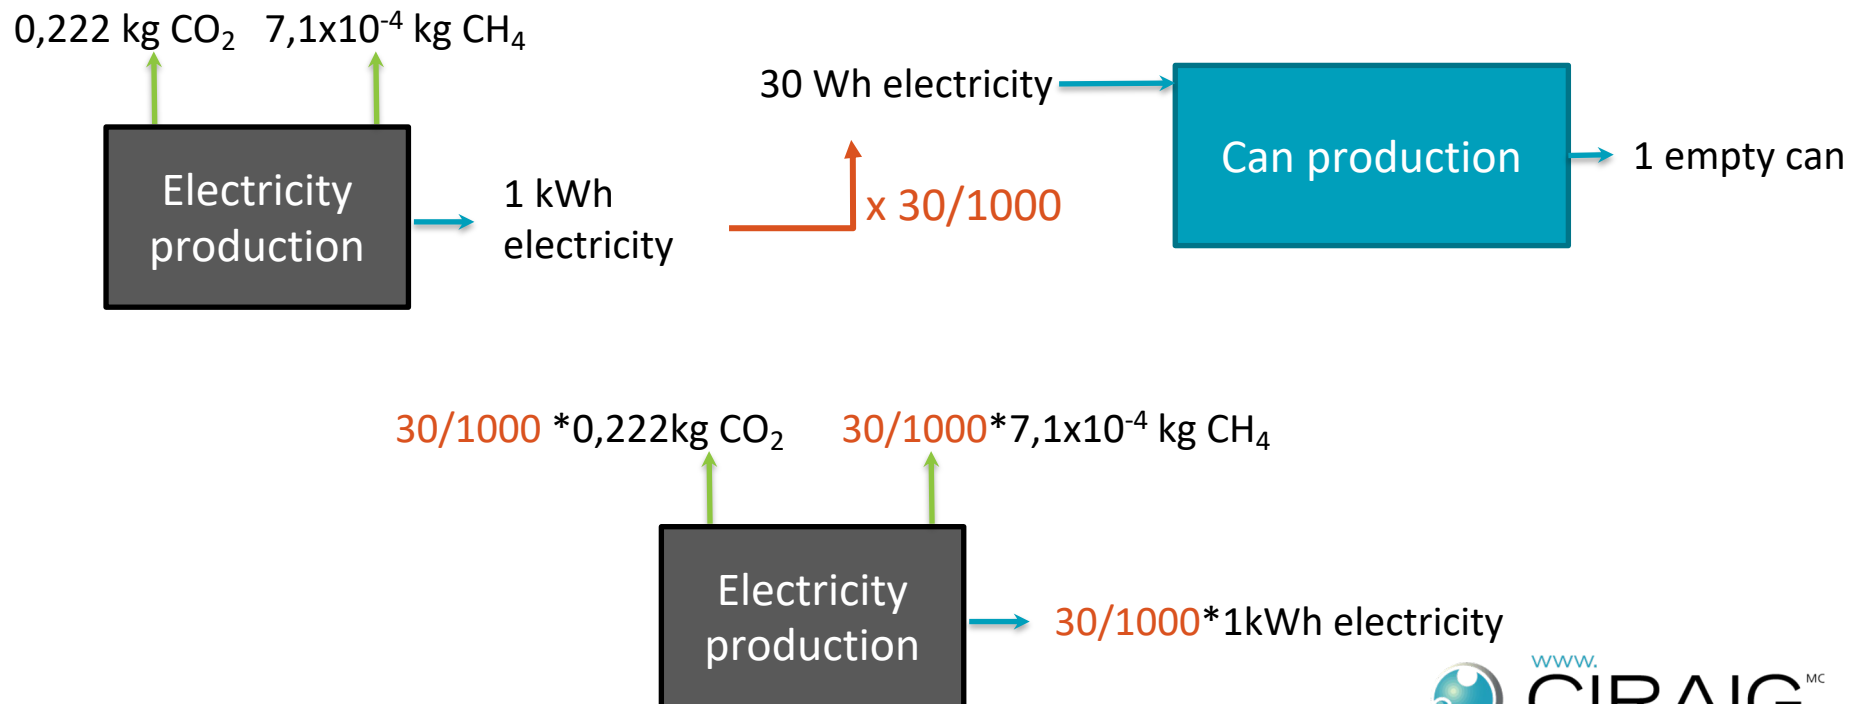 0,222 kg CO₂ 7,1x10⁻⁴ kg CH₄
30 Wh electricity
Can production
1 empty can
Electricity
production
1 kWh
electricity
x 30/1000
30/1000 *0,222kg CO₂ 30/1000*7,1x10⁻⁴ kg CH₄
Electricity
production
30/1000*1kWh electricity
www.
CIRAIG MC